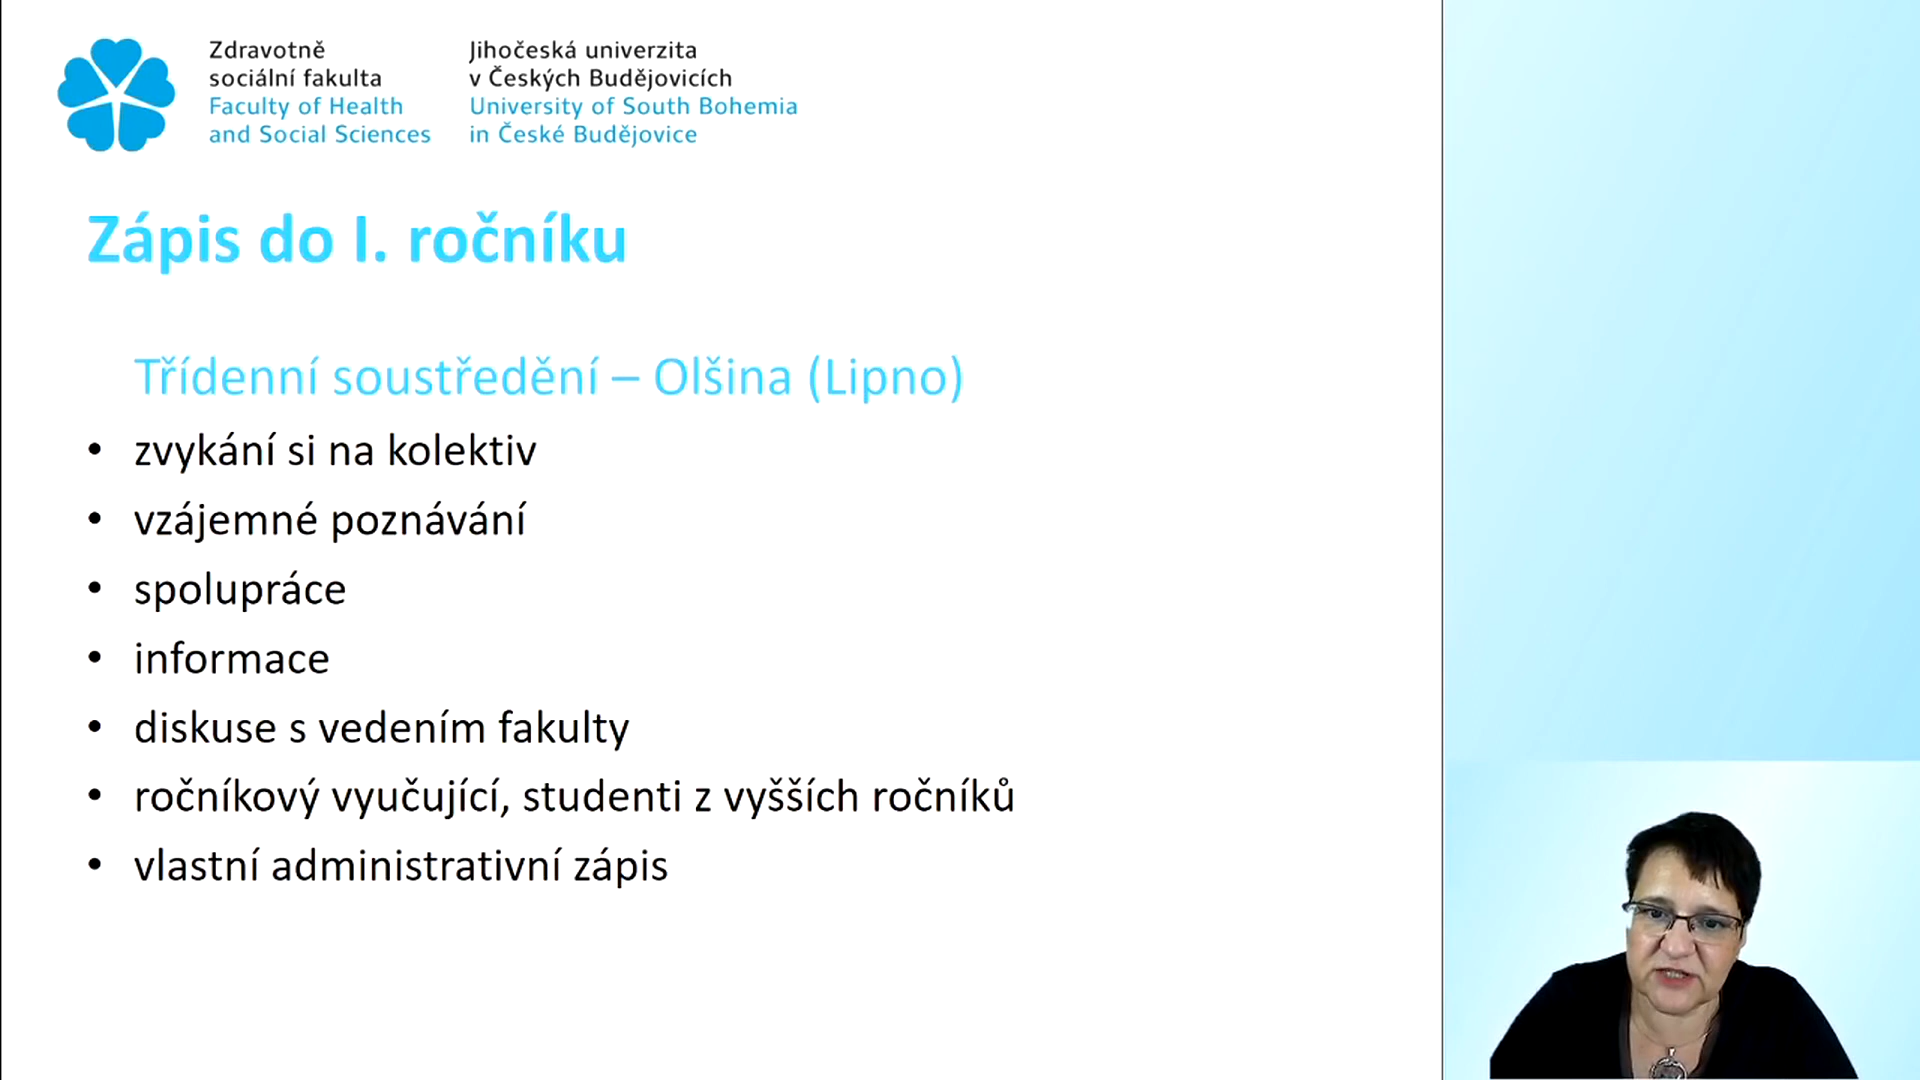 Zdravotně
sociální fakulta
Faculty of Health
and Social Sciences
Jihočeská univerzita
v Českých Budějovicích
University of South Bohemia
in České Budějovice
Zápis do I. ročníku
Třídenní soustředění – Olšina (Lipno)
• zvykání si na kolektiv
• vzájemné poznávání
• spolupráce
• informace
• diskuse s vedením fakulty
• ročníkový vyučující, studenti z vyšších ročníků
• vlastní administrativní zápis